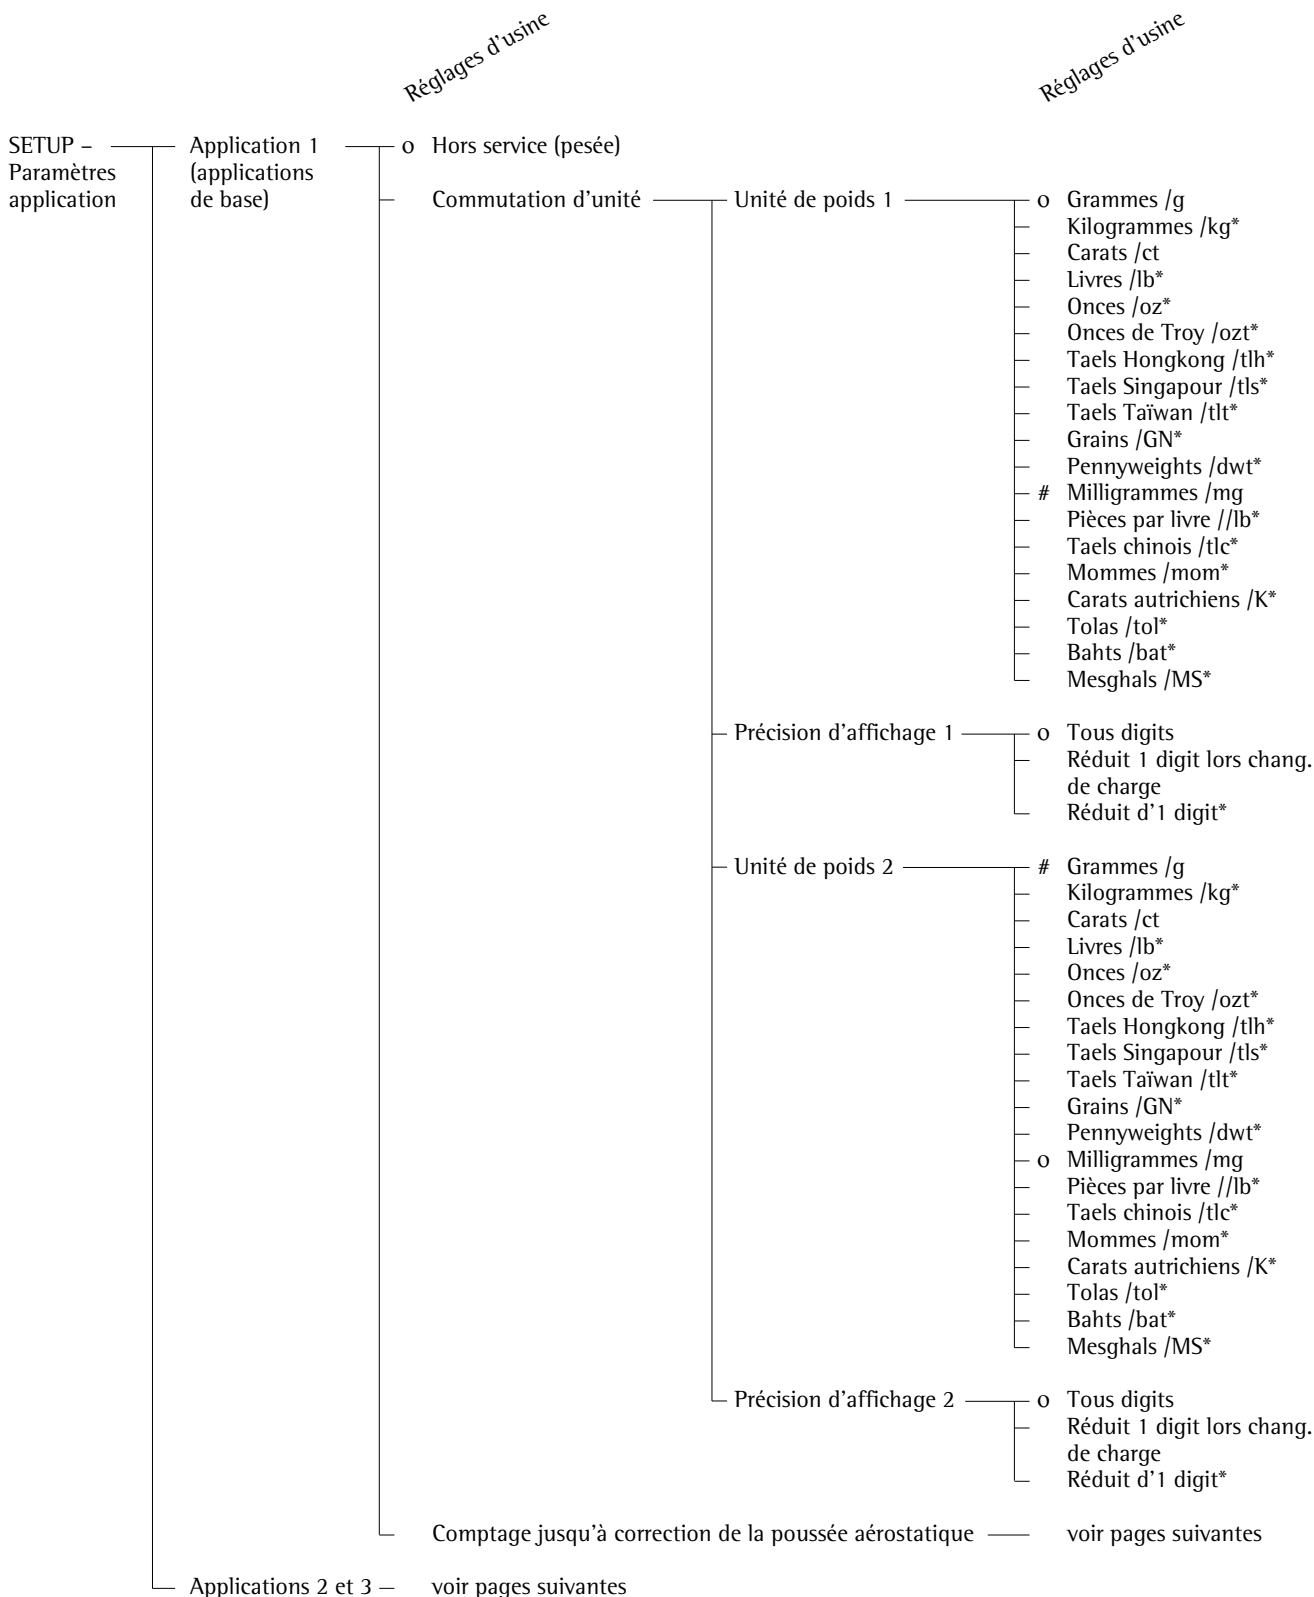 Réglages d'usine
Réglages d'usine
SETUP –
Paramètres
application
Application 1
(applications
de base)
o Hors service (pesée)
Commutation d'unité
Unité de poids 1
o Grammes /g
Kilogrammes /kg*
Carats /ct
Livres /lb*
Onces /oz*
Onces de Troy /ozt*
Taels Hongkong /tlh*
Taels Singapour /tls*
Taels Taïwan /tlt*
Grains /GN*
Pennyweights /dwt*
# Milligrammes /mg
Pièces par livre //lb*
Taels chinois /tlc*
Mommes /mom*
Carats autrichiens /K*
Tolas /tol*
Bahts /bat*
Mesghals /MS*
Précision d'affichage 1
o Tous digits
Réduit 1 digit lors chang.
de charge
Réduit d'1 digit*
Unité de poids 2
# Grammes /g
Kilogrammes /kg*
Carats /ct
Livres /lb*
Onces /oz*
Onces de Troy /ozt*
Taels Hongkong /tlh*
Taels Singapour /tls*
Taels Taïwan /tlt*
Grains /GN*
Pennyweights /dwt*
o Milligrammes /mg
Pièces par livre //lb*
Taels chinois /tlc*
Mommes /mom*
Carats autrichiens /K*
Tolas /tol*
Bahts /bat*
Mesghals /MS*
Précision d'affichage 2
o Tous digits
Réduit 1 digit lors chang.
de charge
Réduit d'1 digit*
Comptage jusqu'à correction de la poussée aérostatique
voir pages suivantes
Applications 2 et 3
voir pages suivantes